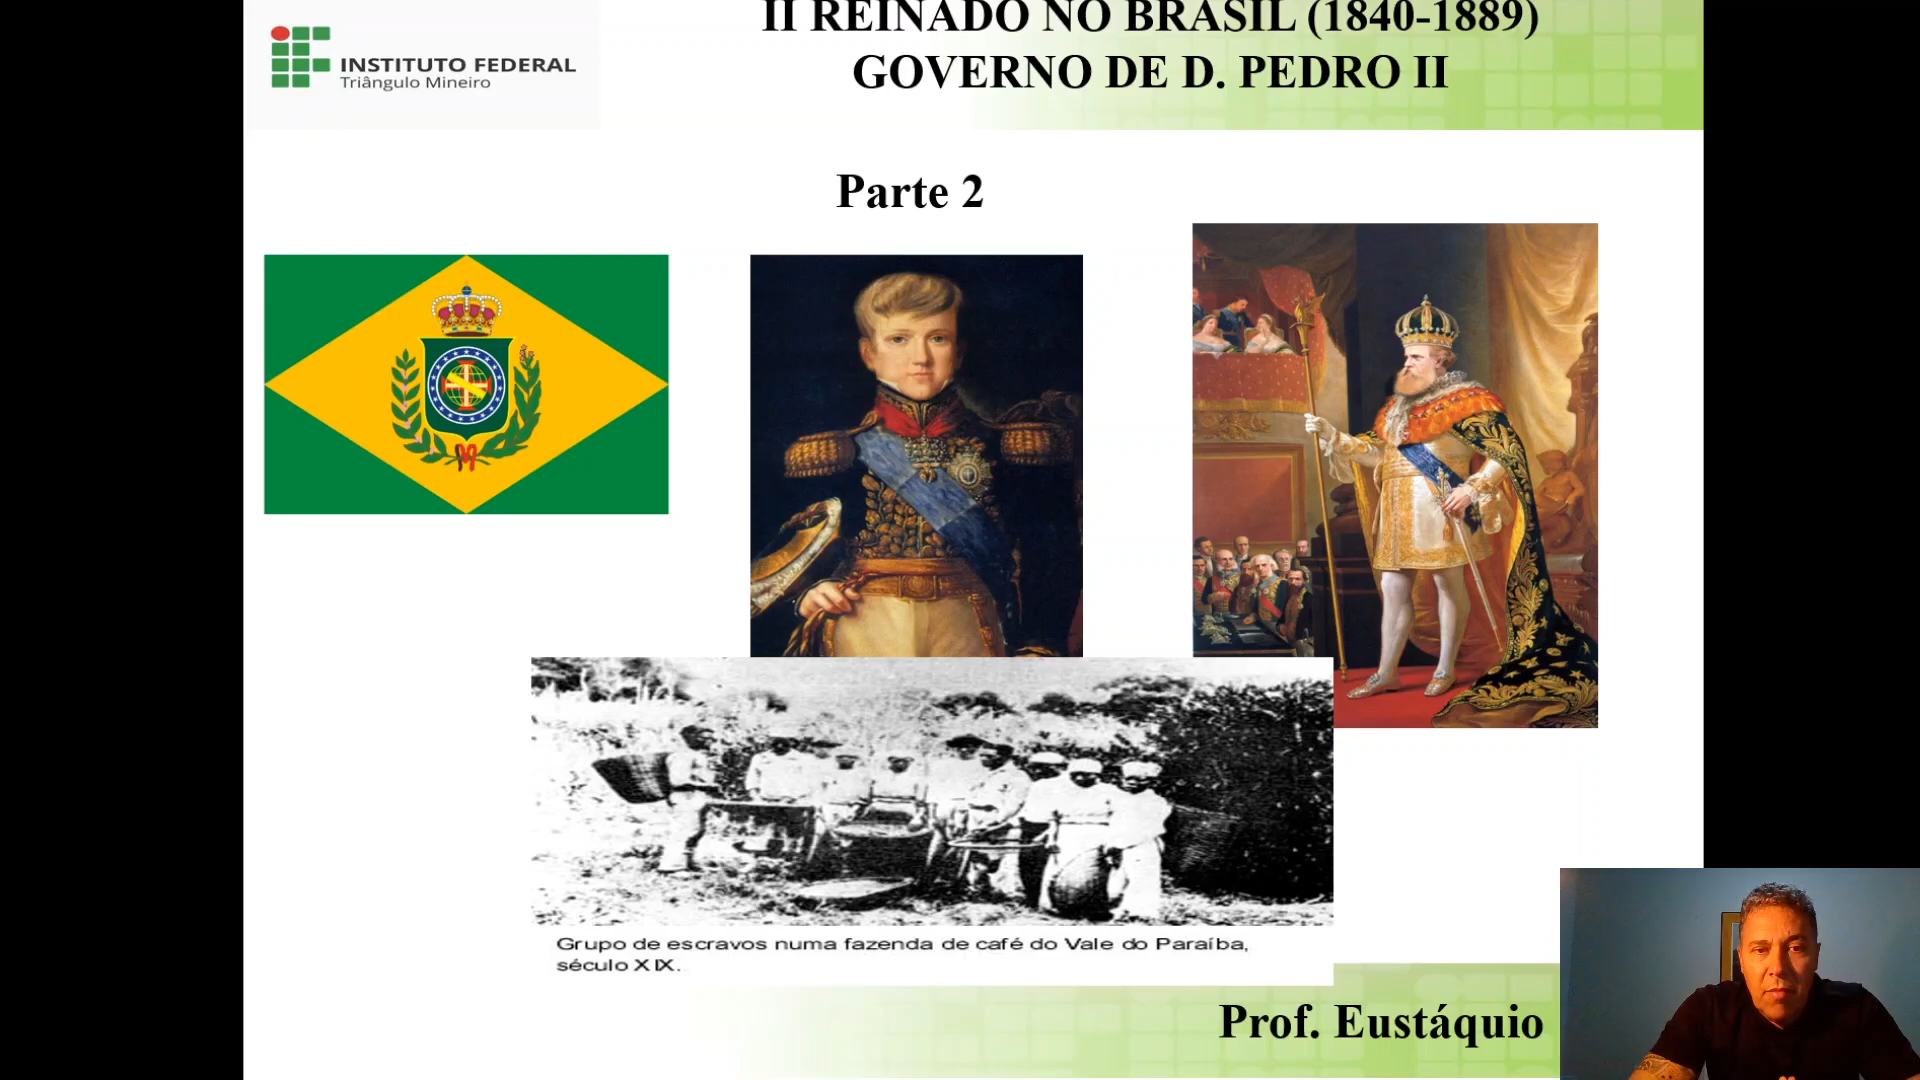 INSTITUTO FEDERAL
Triângulo Mineiro
II REINADO NO BRASIL (1840-1889)
GOVERNO DE D. PEDRO II
Parte 2
Grupo de escravos numa fazenda de café do Vale do Paraíba,
século XIX.
Prof. Eustáquio